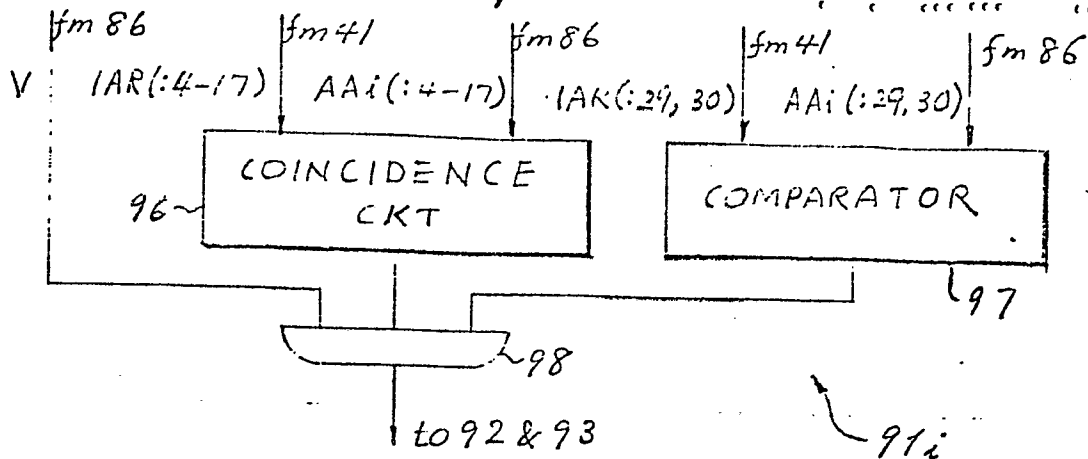 fm 86
fm 41
fm 86
fm 41
fm 86
V
IAR(:4-17)
AAi(:4-17)
IAK(:29, 30)
AAi(:29, 30)
COINCIDENCE
CKT
COMPARATOR
96
97
98
to 92 & 93
91i